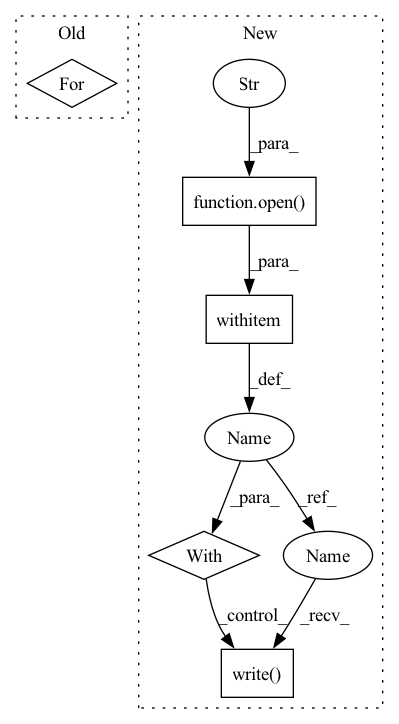 Old
New
For
Str
_para_
function.open()
_para_
withitem
_def_
Name
_para_
_ref_
With
Name
_control_
_recv_
write()